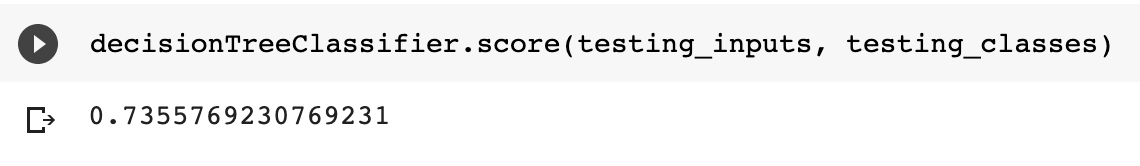 decisionTreeClassifier.score(testing_inputs, testing_classes)
0.7355769230769231